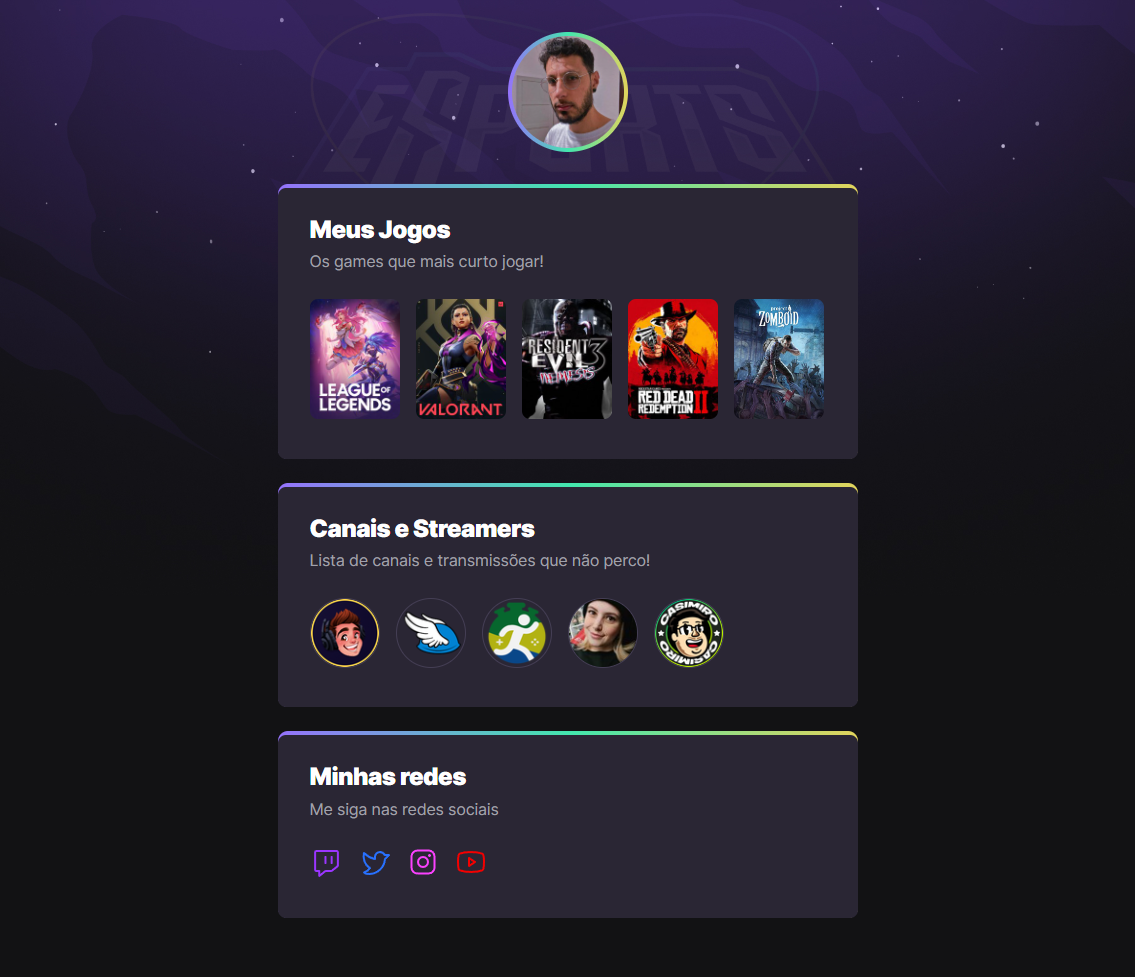 ESPORTS
Meus Jogos
Os games que mais curto jogar!
LEAGUE OF
LEGENDS
VALORANT
RESIDENT
EVIL 3
NEMESIS
RED DEAD
REDEMPTION II
PROJECT
ZOMBOID
Canais e Streamers
Lista de canais e transmissões que não perco!
CASIMIRO
CASIMIRO
Minhas redes
Me siga nas redes sociais